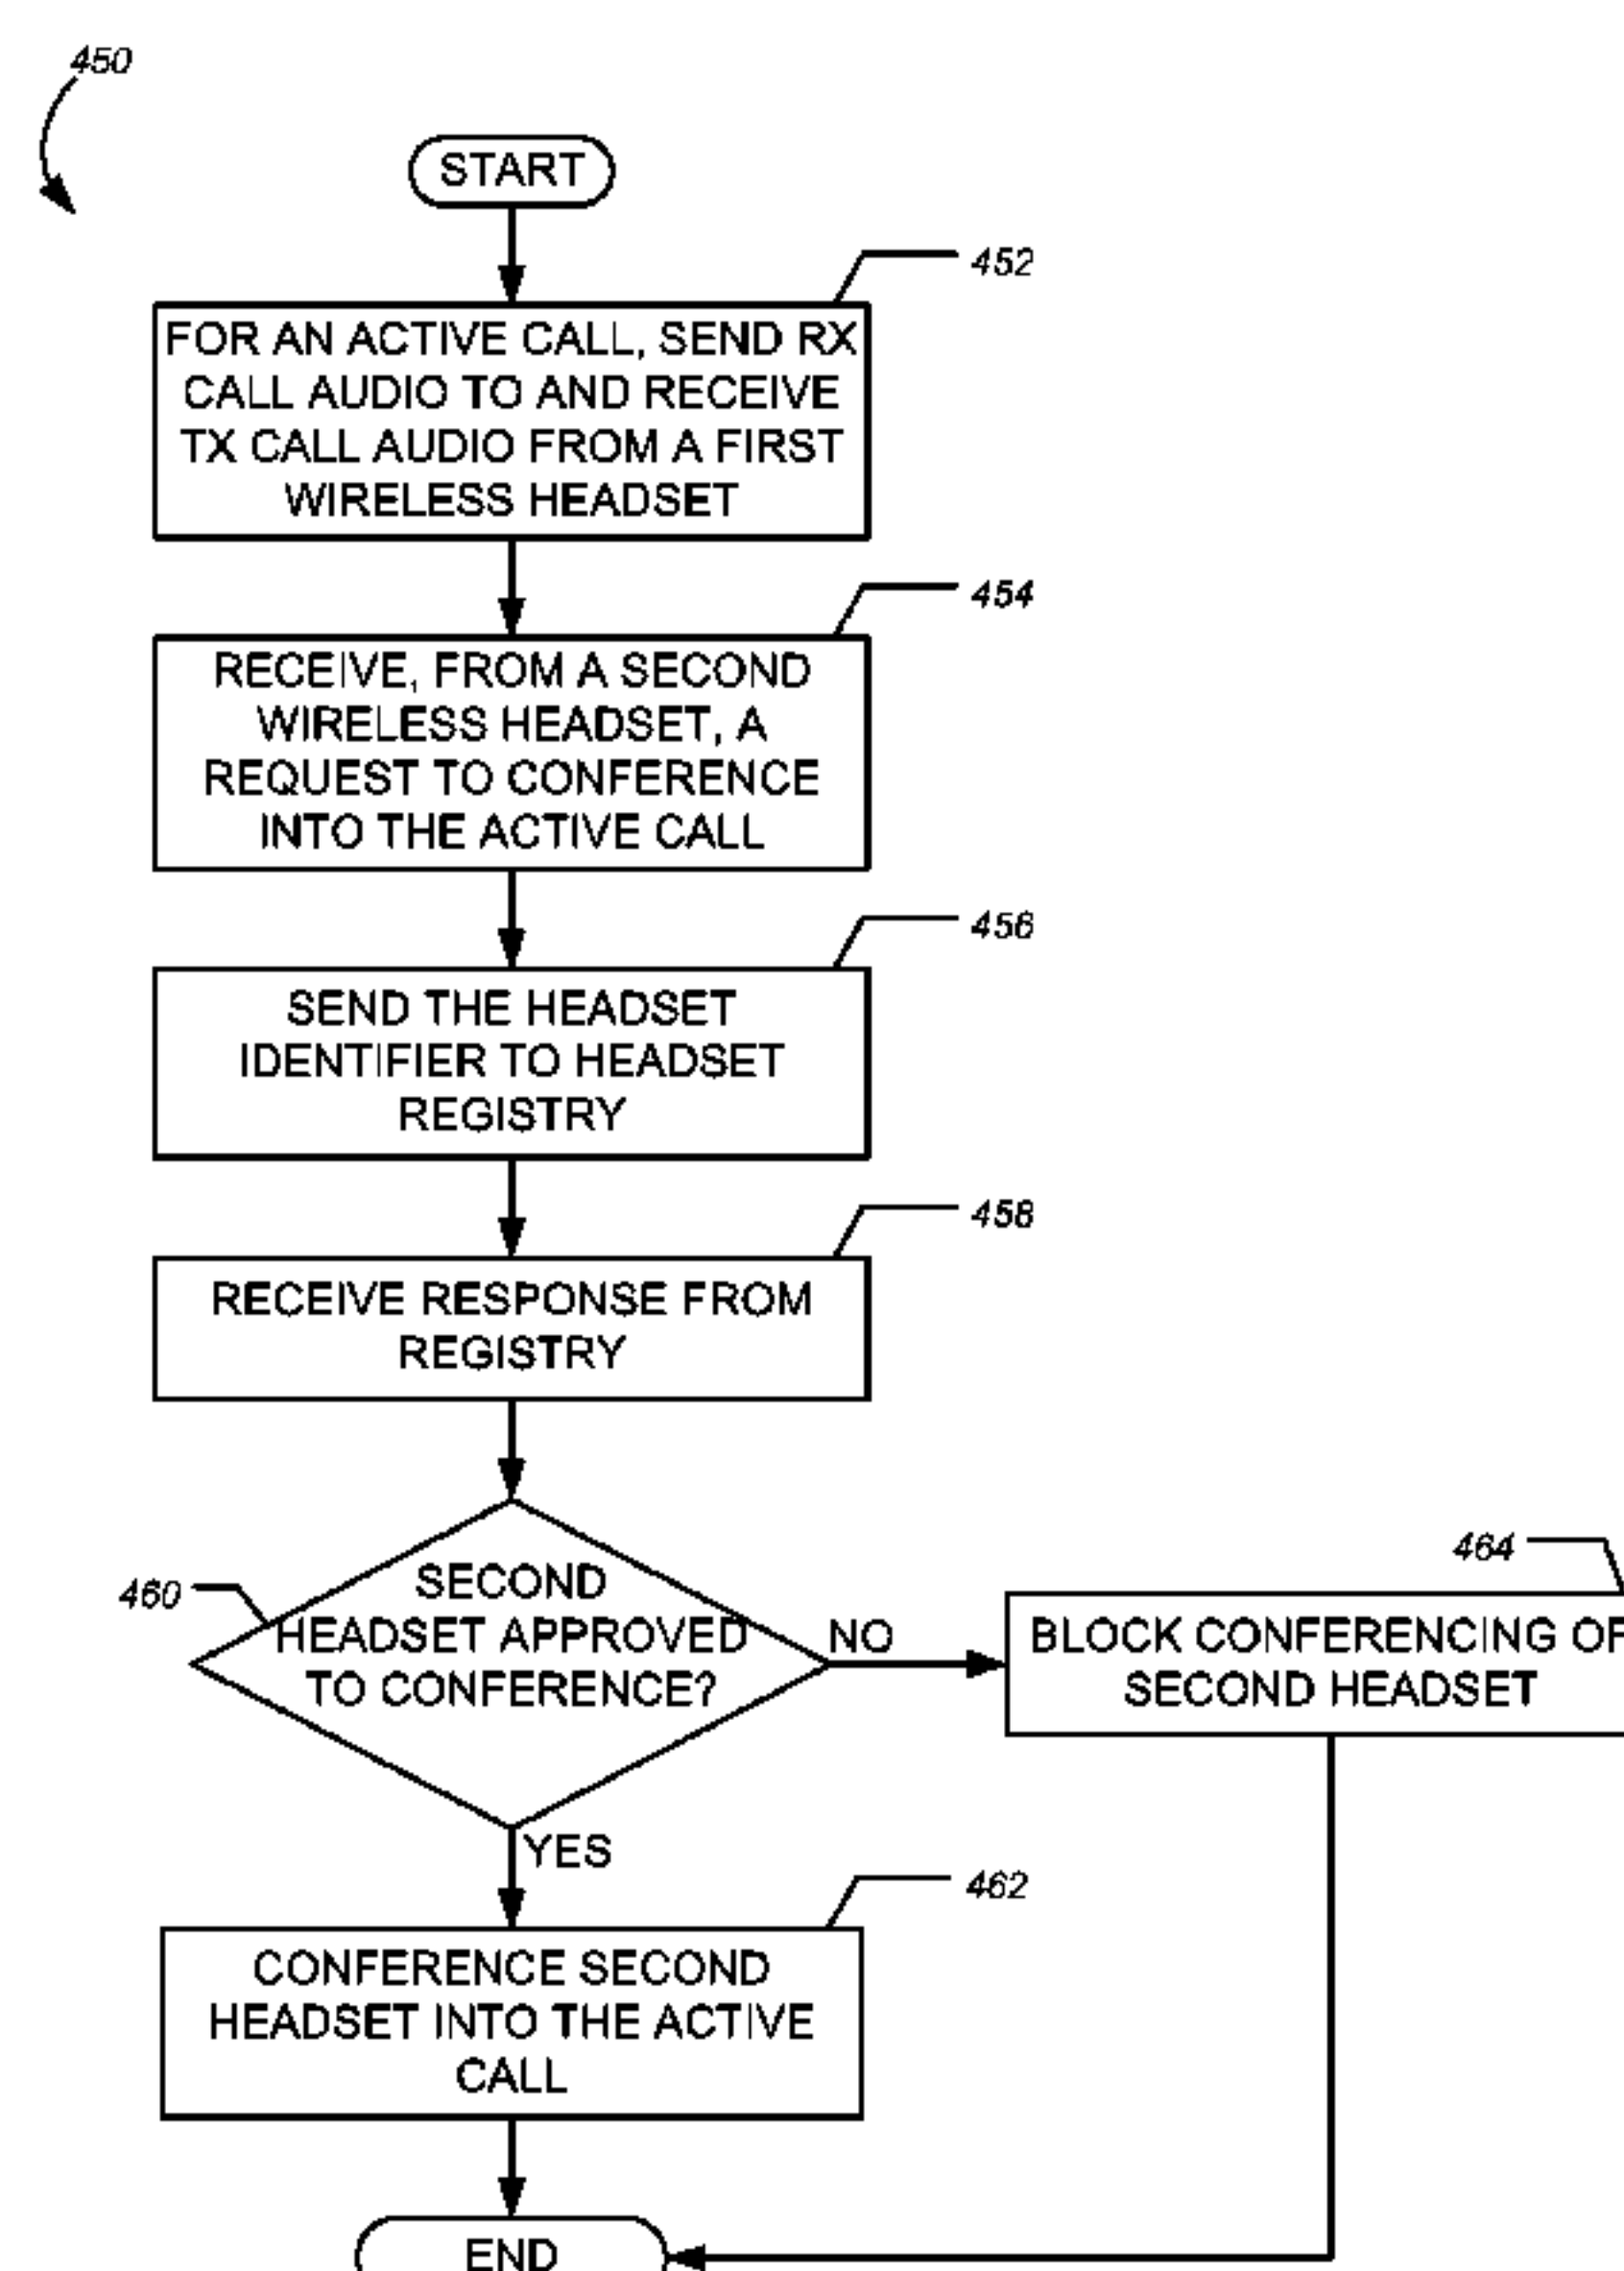 450
START
452
FOR AN ACTIVE CALL, SEND RX
CALL AUDIO TO AND RECEIVE
TX CALL AUDIO FROM A FIRST
WIRELESS HEADSET
454
RECEIVE, FROM A SECOND
WIRELESS HEADSET, A
REQUEST TO CONFERENCE
INTO THE ACTIVE CALL
456
SEND THE HEADSET
IDENTIFIER TO HEADSET
REGISTRY
458
RECEIVE RESPONSE FROM
REGISTRY
460
SECOND
HEADSET APPROVED
TO CONFERENCE?
NO
464
BLOCK CONFERENCING OF
SECOND HEADSET
YES
462
CONFERENCE SECOND
HEADSET INTO THE ACTIVE
CALL
END